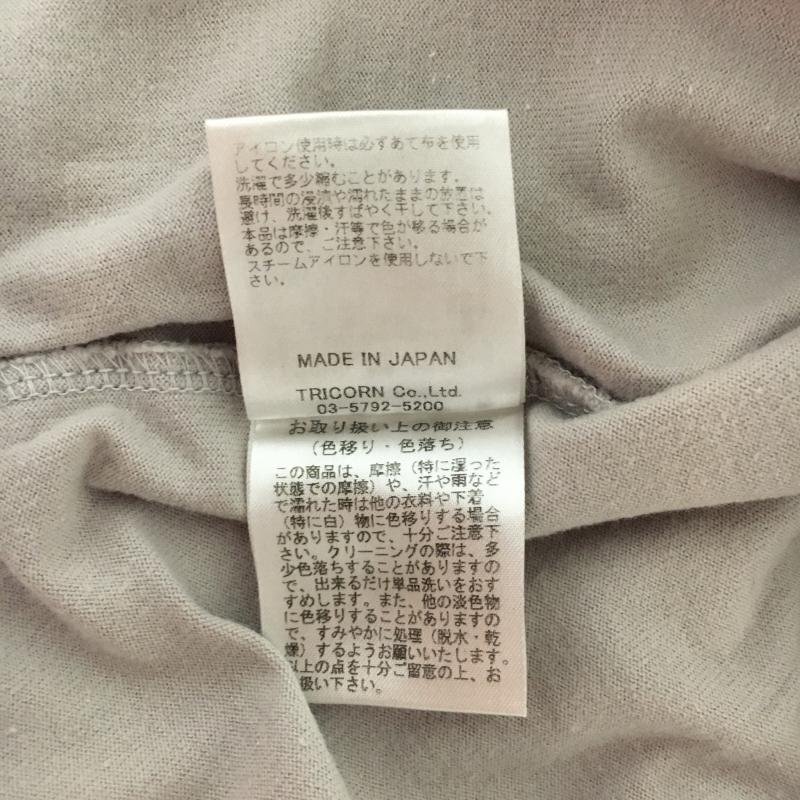 アイロン使用時は必ずあて布を使用
してください。
洗濯で多少縮むことがあります。
長時間の浸漬や濡れたままの放置は
避け、洗濯後すばやく干して下さい。
本品は摩擦・汗等で色が移る場合が
あるので、ご注意下さい。
スチームアイロンを使用しないで下
さい。
MADE IN JAPAN
TRICORN Co.,Ltd.
03-5792-5200
お取り扱い上の御注意
(色移り・色落ち)
この商品は、摩擦(特に湿った
状態での摩擦)や、汗や雨など
で濡れた時は他の衣料や下着
(特に白)物に色移りする場合
がありますので、十分ご注意下
さい。クリーニングの際は、多
少色落ちすることがありますの
で、出来るだけ単品洗いをおす
すめします。また、他の淡色物
に色移りすることがありますの
で、すみやかに処理(脱水・乾
燥)するようお願いいたします。
以上の点を十分ご留意の上、お
扱い下さい。